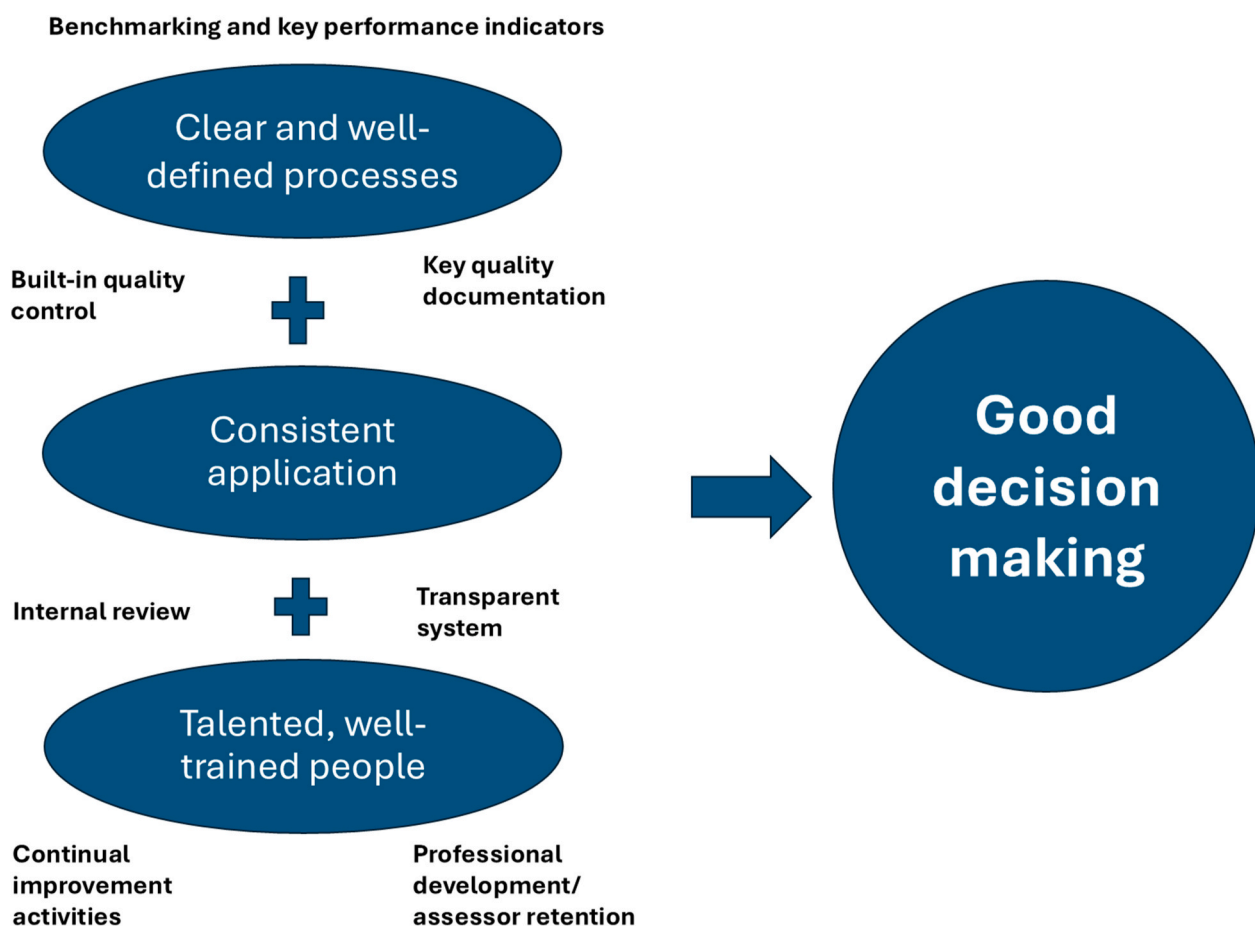 Benchmarking and key performance indicators
Clear and well-
defined processes
Built-in quality
control
Key quality
documentation
Consistent
application
Good
decision
making
Internal review
Transparent
system
Talented, well-
trained people
Continual
improvement
activities
Professional
development/
assessor retention